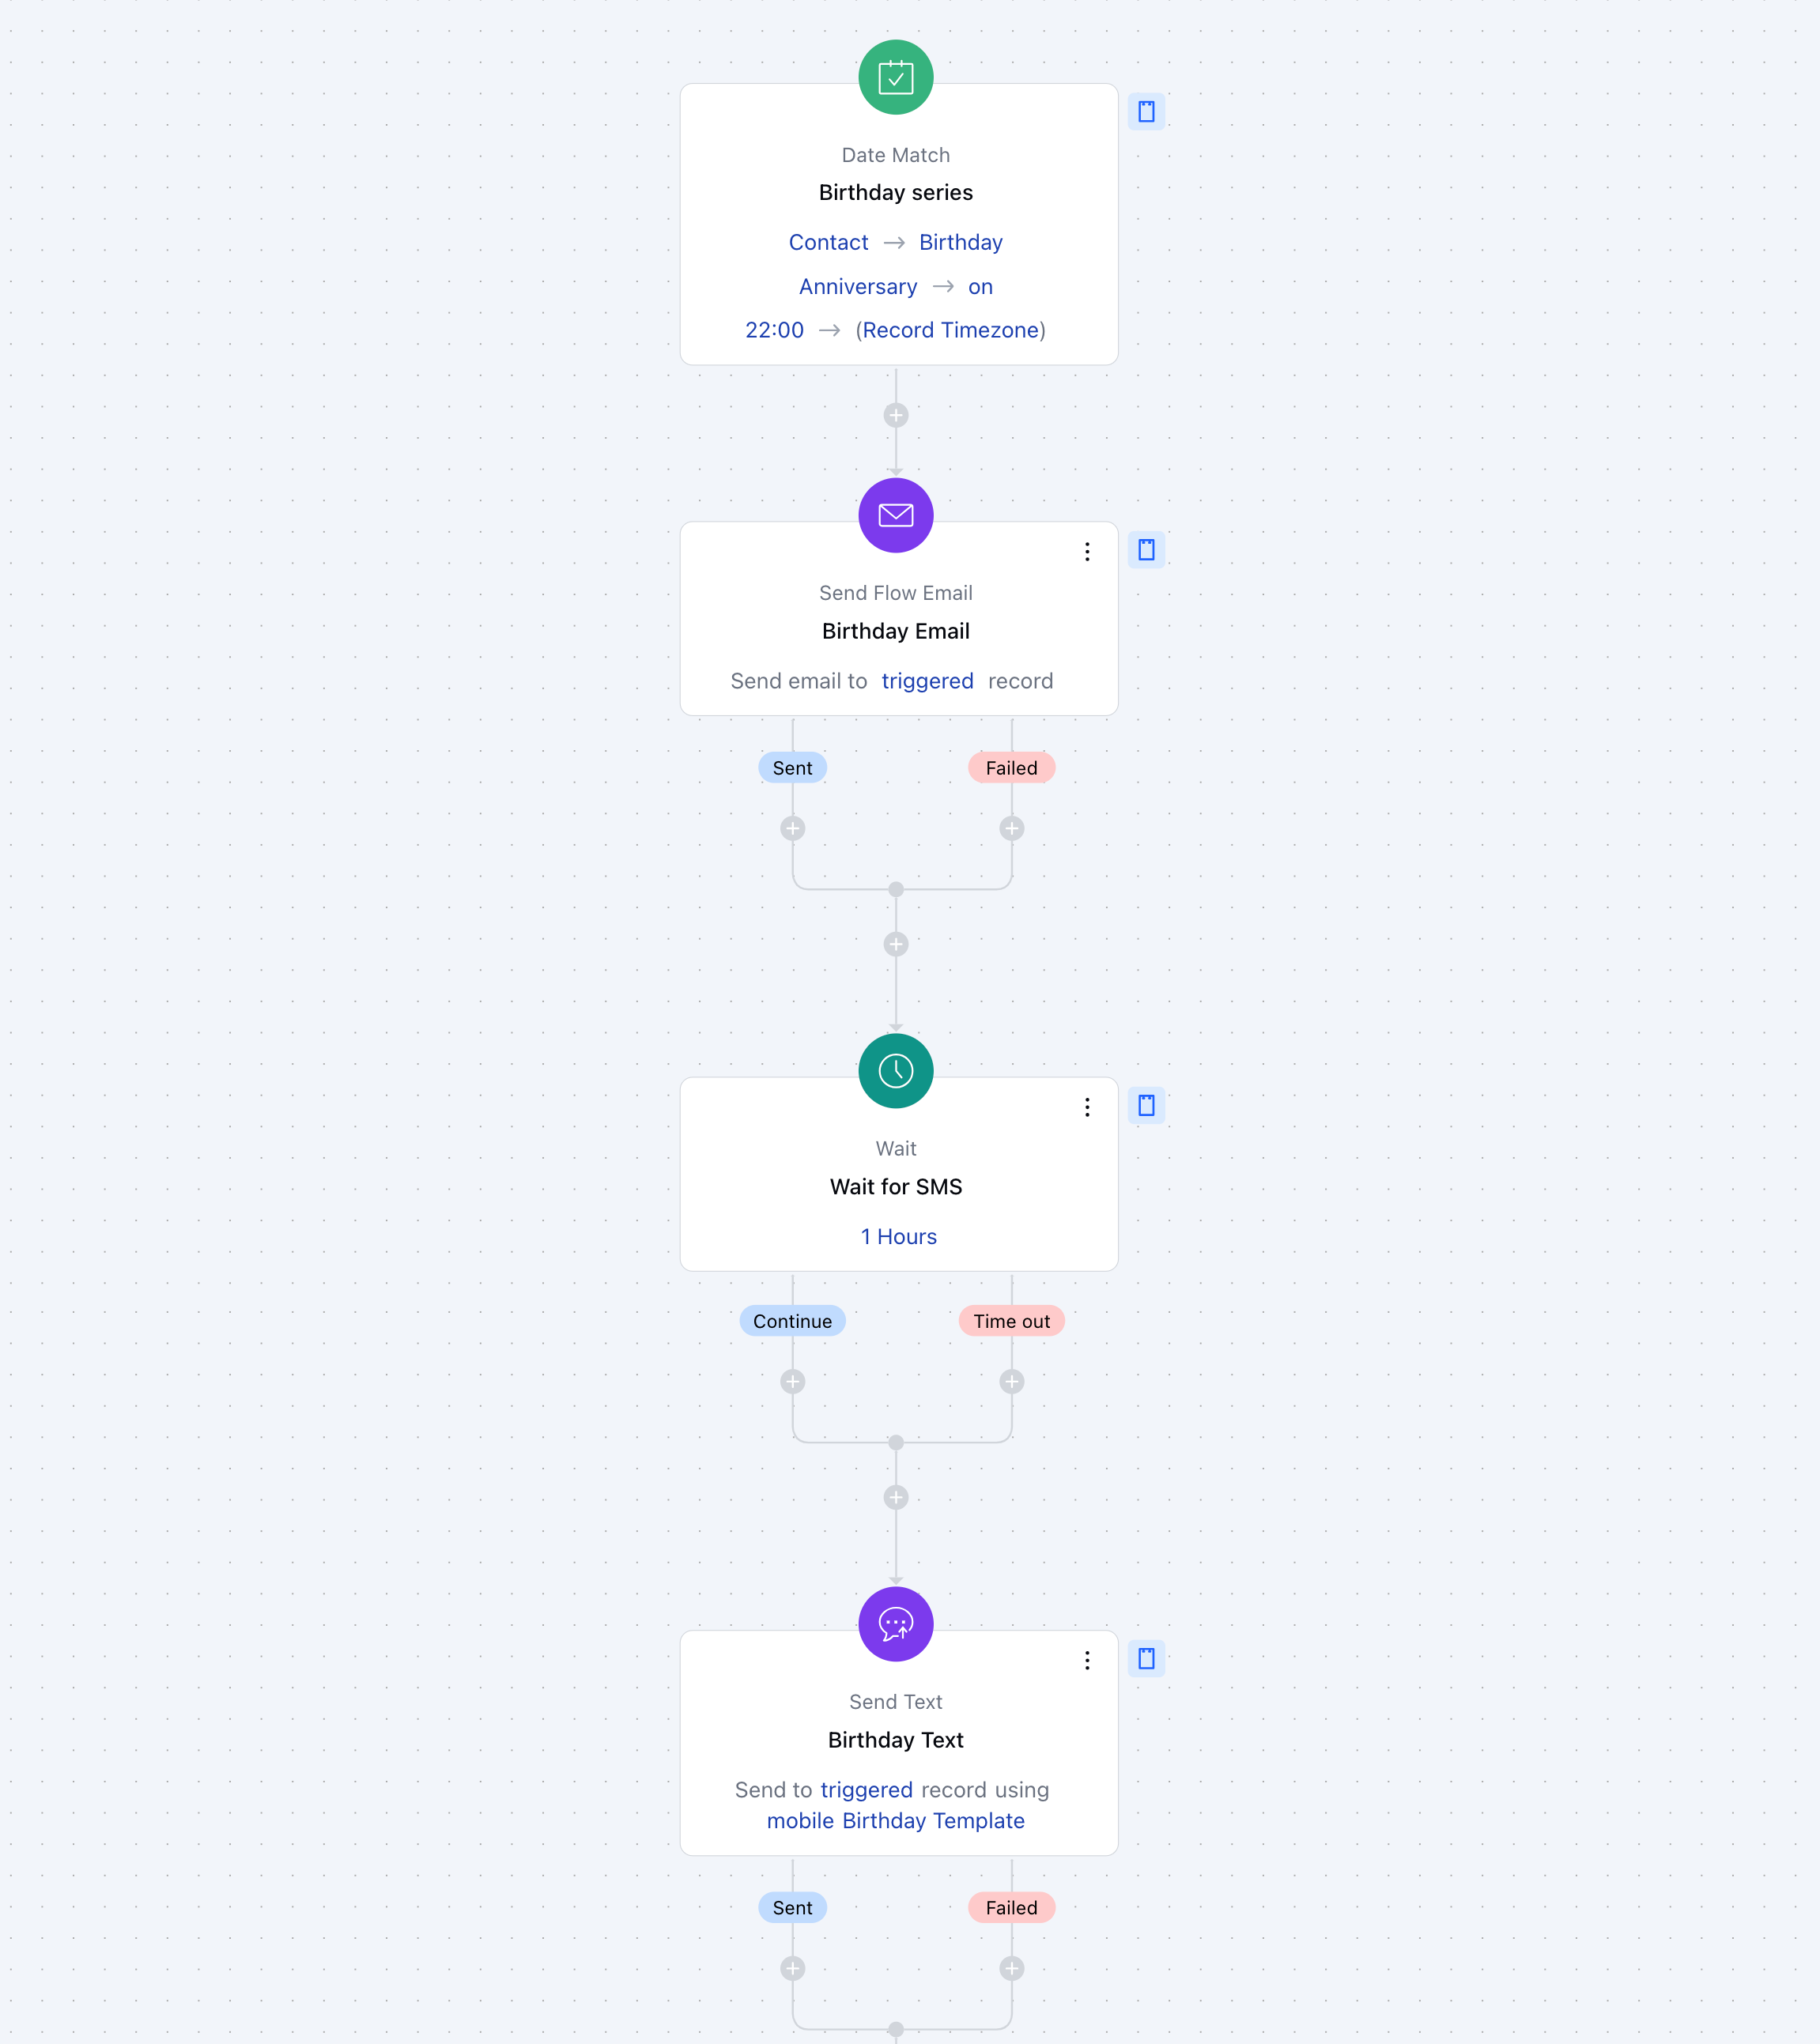 Date Match
Birthday series
Contact → Birthday
Anniversary → on
22:00 → (Record Timezone)
Send Flow Email
Birthday Email
Send email to triggered record
Sent
Failed
Wait
Wait for SMS
1 Hours
Continue
Time out
Send Text
Birthday Text
Send to triggered record using
mobile Birthday Template
Sent
Failed